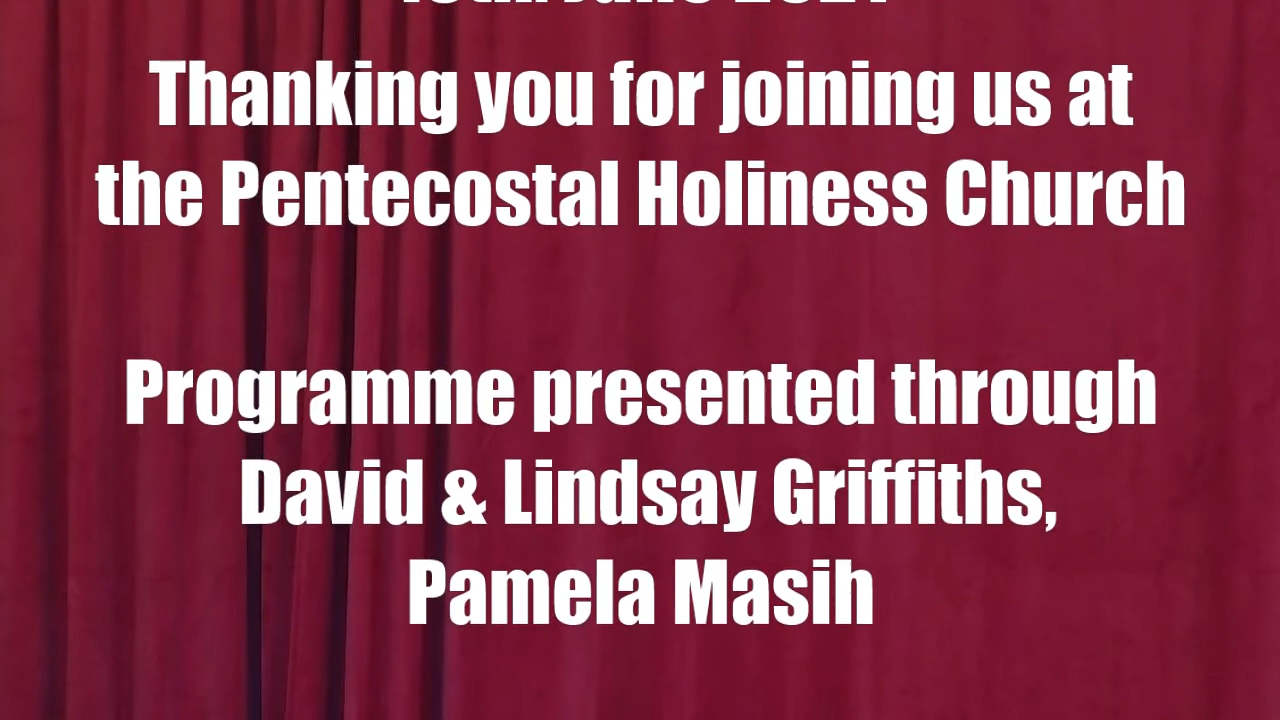 Thanking you for joining us at
the Pentecostal Holiness Church
Programme presented through
David & Lindsay Griffiths,
Pamela Masih